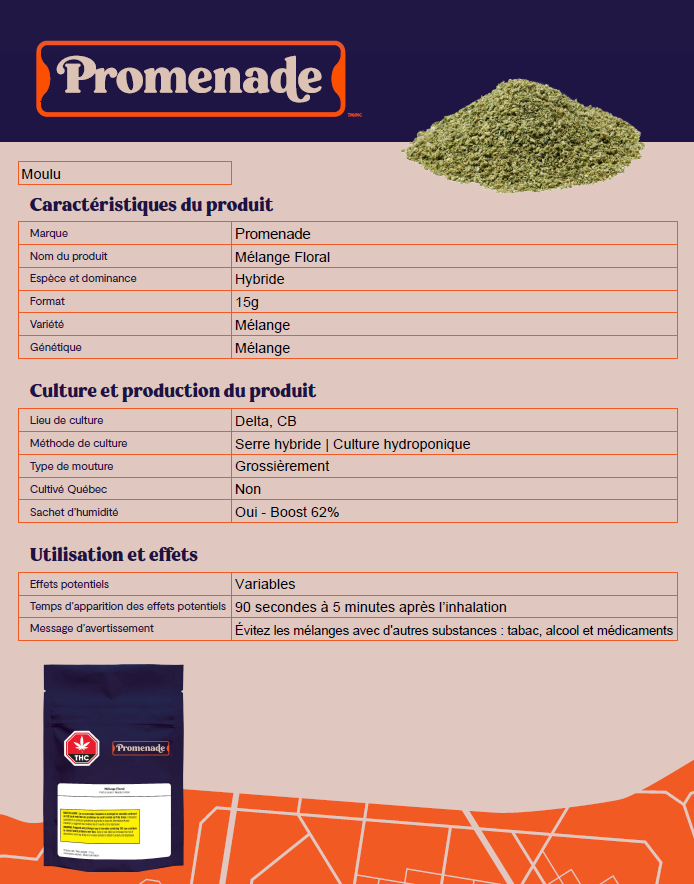 Promenade
TM/MC
Moulu
Caractéristiques du produit
Marque Promenade
Nom du produit Mélange Floral
Espèce et dominance Hybride
Format 15g
Variété Mélange
Génétique Mélange
Culture et production du produit
Lieu de culture Delta, CB
Méthode de culture Serre hybride | Culture hydroponique
Type de mouture Grossièrement
Cultivé Québec Non
Sachet d'humidité Oui - Boost 62%
Utilisation et effets
Effets potentiels Variables
Temps d'apparition des effets potentiels 90 secondes à 5 minutes après l’inhalation
Message d'avertissement Évitez les mélanges avec d'autres substances : tabac, alcool et médicaments
THC
Promenade
Mélange Floral